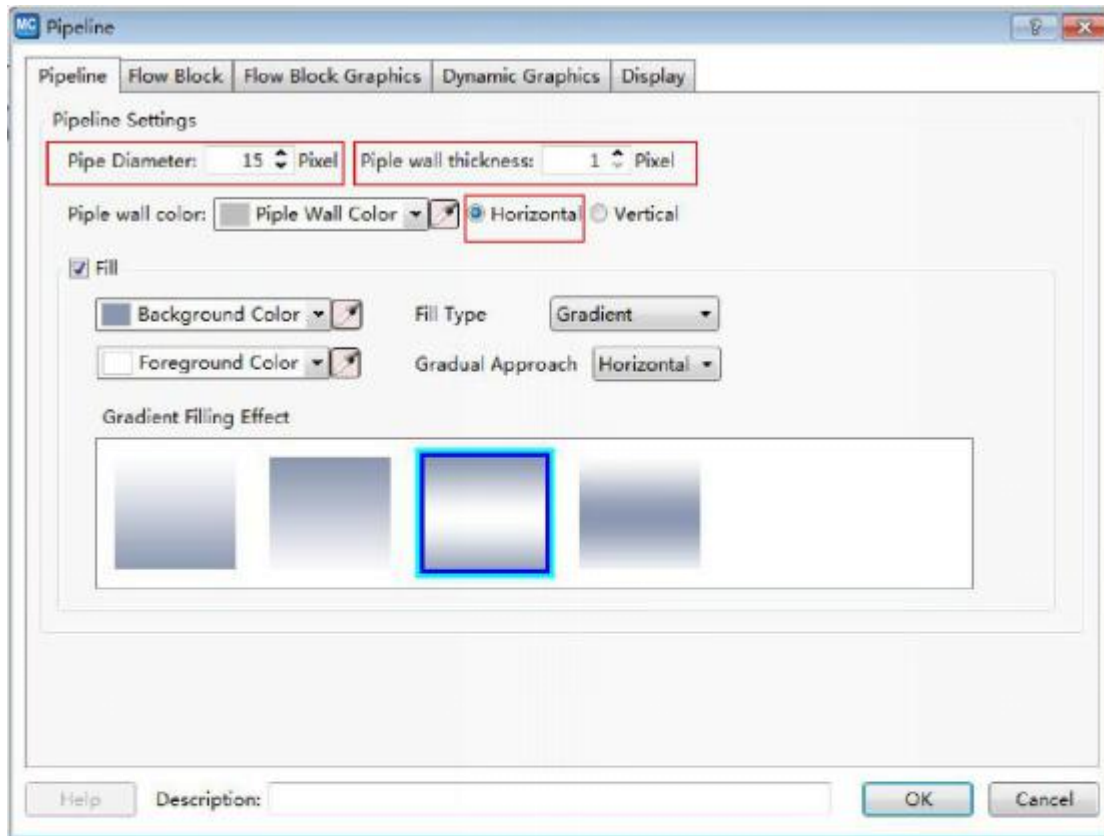 MC Pipeline
Pipeline Flow Block Flow Block Graphics Dynamic Graphics Display
Pipeline Settings
Pipe Diameter: 15 Pixel Piple wall thickness: 1 Pixel
Piple wall color: Piple Wall Color Horizontal Vertical
Fill
Background Color Fill Type Gradient
Foreground Color Gradual Approach Horizontal
Gradient Filling Effect
Help Description: OK Cancel